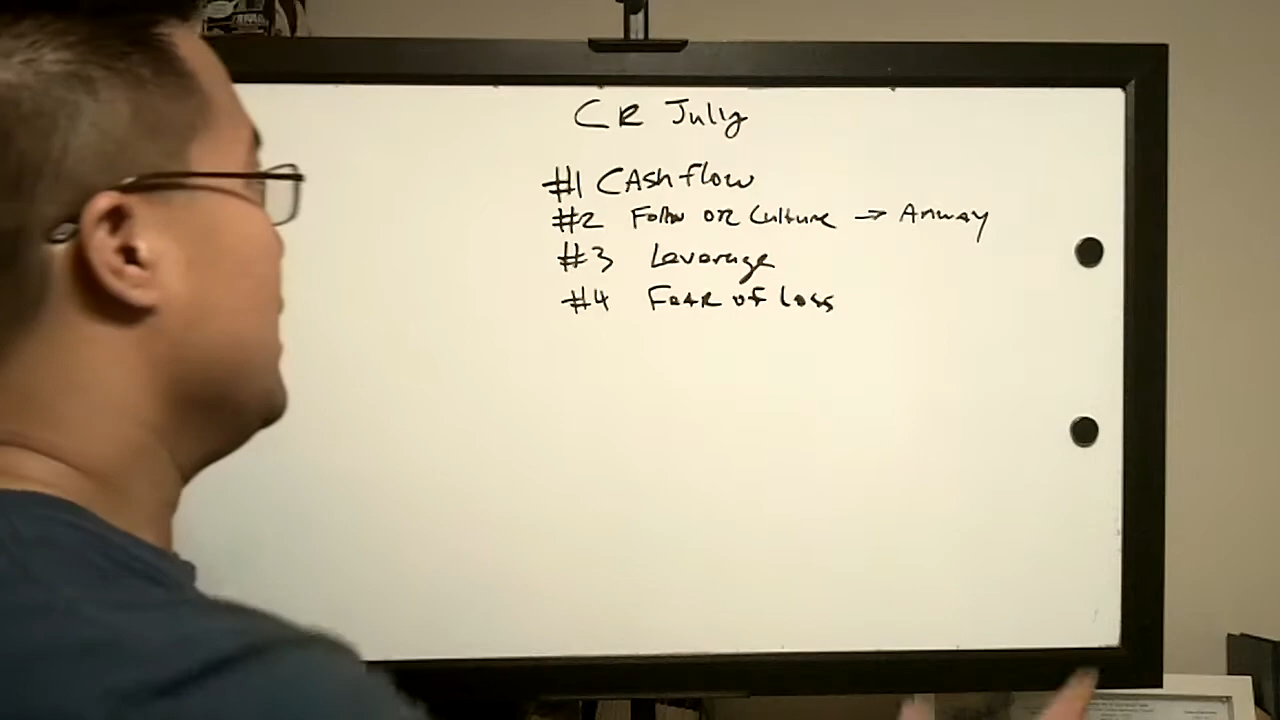 CR July
#1 CAshflow
#2 Follow or Culture → Amway
#3 Leverage
#4 Fear of loss